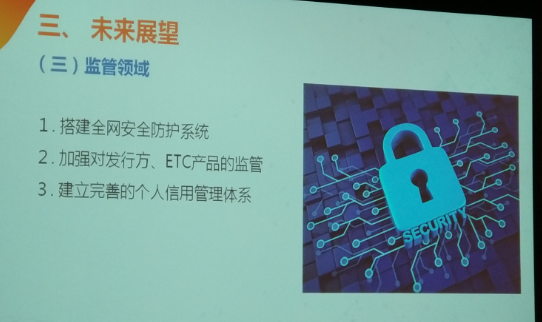 三、 未来展望
（三）监管领域
1. 搭建全网安全防护系统
2. 加强对发行方、ETC产品的监管
3. 建立完善的个人信用管理体系
SECURITY